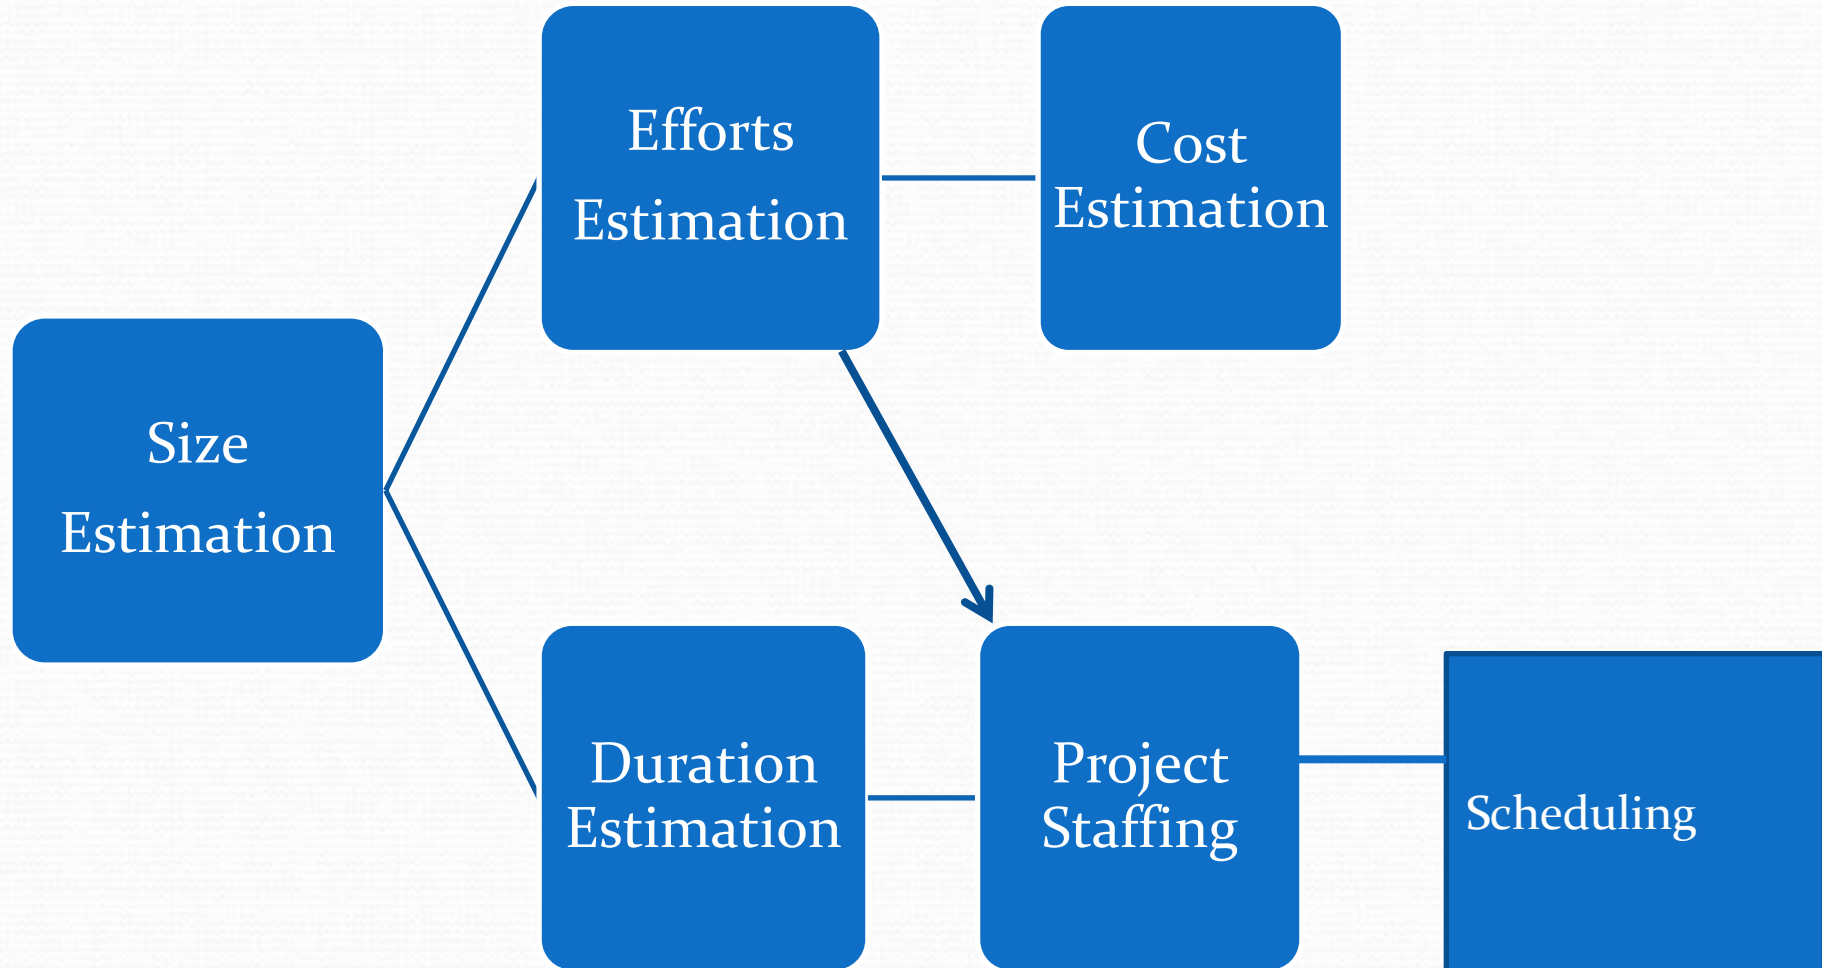 Efforts
Estimation
Cost
Estimation
Size
Estimation
Duration
Estimation
Project
Staffing
Scheduling